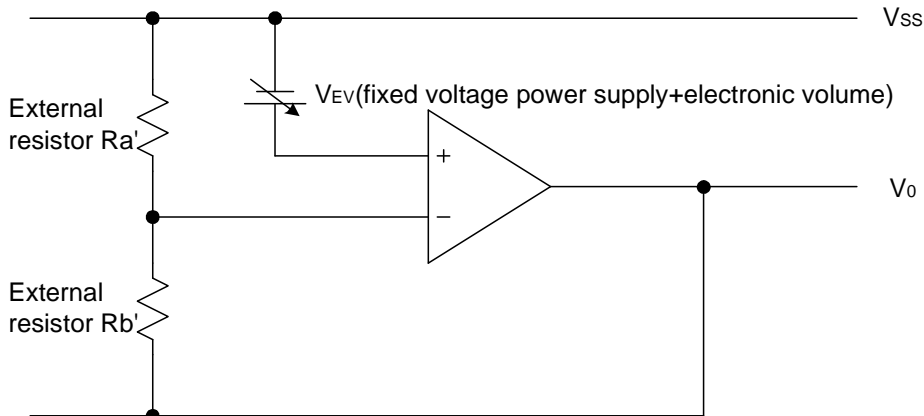 VSS
External
resistor Ra'
VEV(fixed voltage power supply+electronic volume)
+
−
V0
External
resistor Rb'